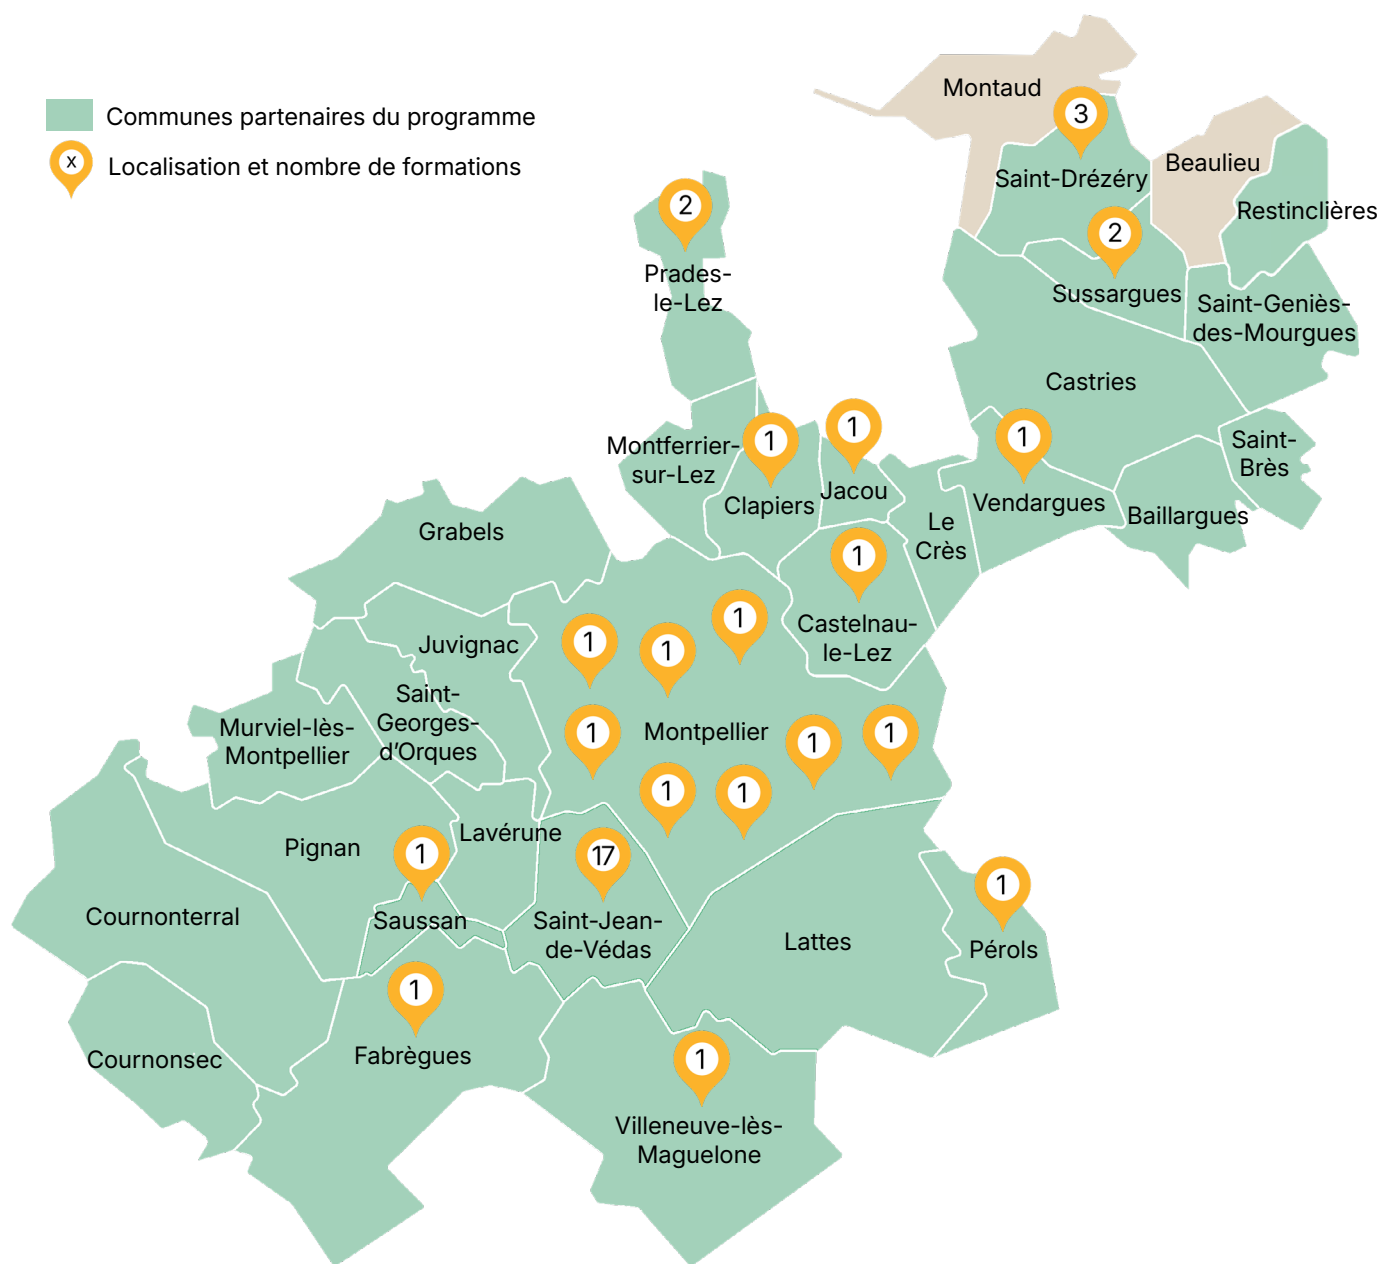 Communes partenaires du programme
x
Localisation et nombre de formations
Montaud
3
Saint-Drézéry
Beaulieu
Restinclières
2
Prades-
le-Lez
2
Sussargues
Saint-Geniès-
des-Mourgues
Castries
Montferrier-
sur-Lez
1
Clapiers
1
Jacou
1
Vendargues
Saint-
Brès
Baillargues
Le
Crès
Grabels
1
Castelnau-
le-Lez
Juvignac
1
1
1
Saint-
Georges-
d'Orques
Murviel-lès-
Montpellier
1
Montpellier
1
1
1
1
Pignan
1
Lavérune
17
Saint-Jean-
de-Védas
Saussan
Cournonterral
Lattes
1
Pérols
1
Fabrègues
Cournonsec
1
Villeneuve-lès-
Maguelone